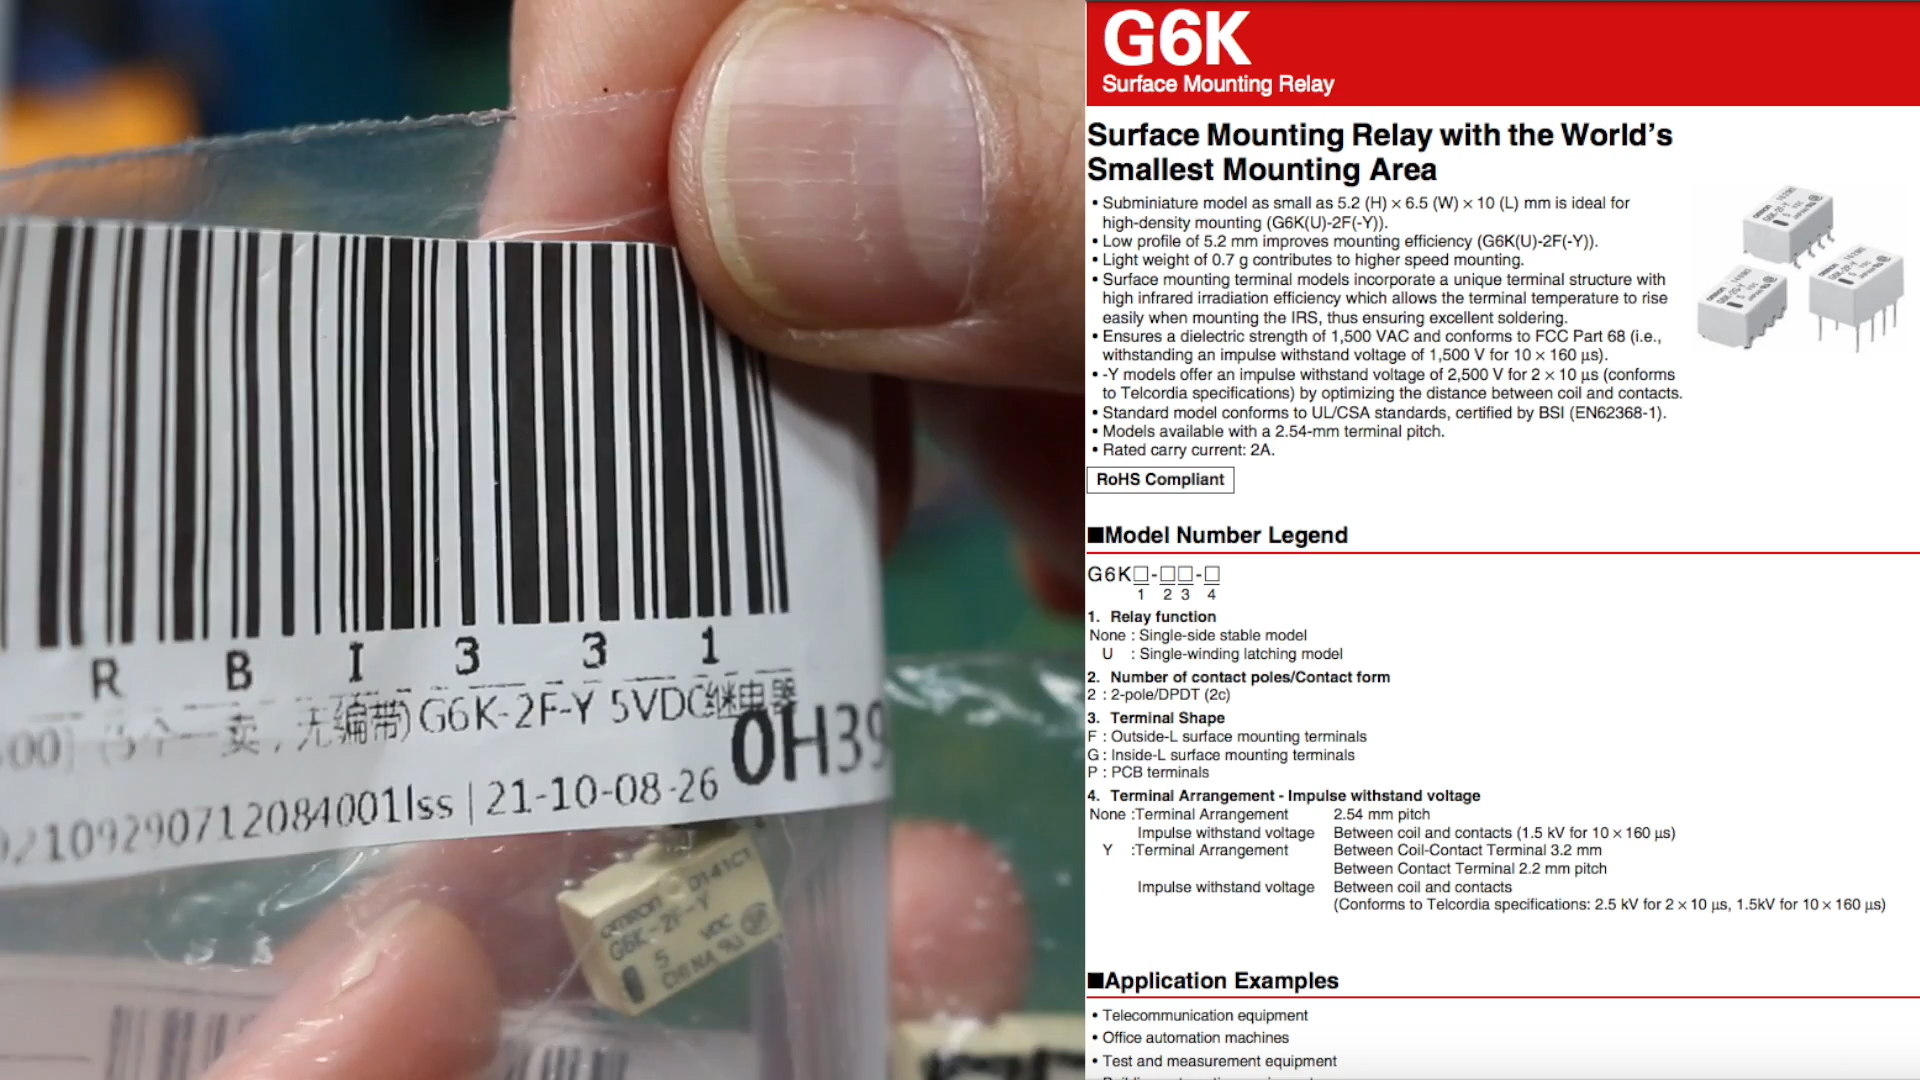 R B I 3 3 1
00] (5个一卖，无编带) G6K-2F-Y 5VDC继电器
0H39
02109290712084001lss | 21-10-08-26
omron 0141C1
G6K-2F-Y
5 VDC
CHINA
G6K
Surface Mounting Relay
Surface Mounting Relay with the World’s
Smallest Mounting Area
• Subminiature model as small as 5.2 (H) × 6.5 (W) × 10 (L) mm is ideal for
high-density mounting (G6K(U)-2F(-Y)).
• Low profile of 5.2 mm improves mounting efficiency (G6K(U)-2F(-Y)).
• Light weight of 0.7 g contributes to higher speed mounting.
• Surface mounting terminal models incorporate a unique terminal structure with
high infrared irradiation efficiency which allows the terminal temperature to rise
easily when mounting the IRS, thus ensuring excellent soldering.
• Ensures a dielectric strength of 1,500 VAC and conforms to FCC Part 68 (i.e.,
withstanding an impulse withstand voltage of 1,500 V for 10 × 160 µs).
• -Y models offer an impulse withstand voltage of 2,500 V for 2 × 10 µs (conforms
to Telcordia specifications) by optimizing the distance between coil and contacts.
• Standard model conforms to UL/CSA standards, certified by BSI (EN62368-1).
• Models available with a 2.54-mm terminal pitch.
• Rated carry current: 2A.
RoHS Compliant
■Model Number Legend
G6K□-□□-□
1 2 3 4
1. Relay function
None : Single-side stable model
U : Single-winding latching model
2. Number of contact poles/Contact form
2 : 2-pole/DPDT (2c)
3. Terminal Shape
F : Outside-L surface mounting terminals
G : Inside-L surface mounting terminals
P : PCB terminals
4. Terminal Arrangement - Impulse withstand voltage
None :Terminal Arrangement 2.54 mm pitch
Impulse withstand voltage Between coil and contacts (1.5 kV for 10 × 160 µs)
Y :Terminal Arrangement Between Coil-Contact Terminal 3.2 mm
Between Contact Terminal 2.2 mm pitch
Impulse withstand voltage Between coil and contacts
(Conforms to Telcordia specifications: 2.5 kV for 2 × 10 µs, 1.5kV for 10 × 160 µs)
■Application Examples
• Telecommunication equipment
• Office automation machines
• Test and measurement equipment